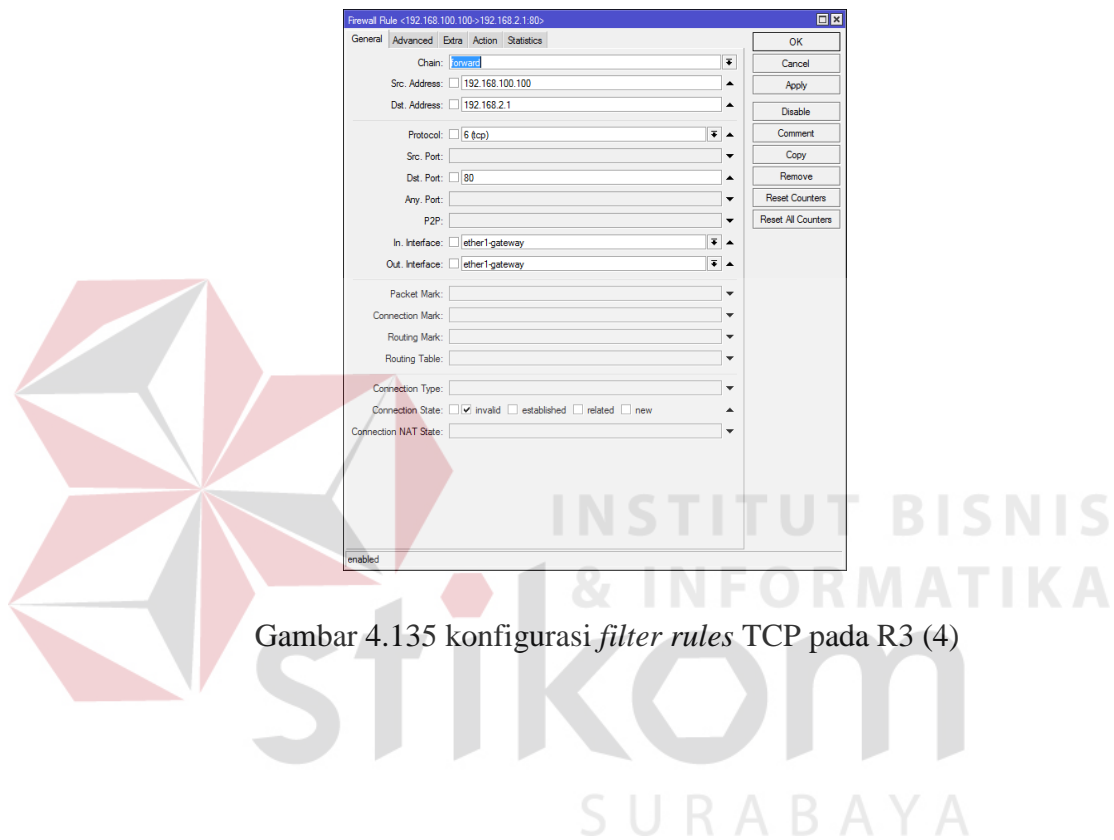 Firewall Rule <192.168.100.100->192.168.2.1:80>
General Advanced Extra Action Statistics
Chain: forward
Src. Address: 192.168.100.100
Dst. Address: 192.168.2.1
Protocol: 6 (tcp)
Src. Port:
Dst. Port: 80
Any. Port:
P2P:
In. Interface: ether1-gateway
Out. Interface: ether1-gateway
Packet Mark:
Connection Mark:
Routing Mark:
Routing Table:
Connection Type:
Connection State: invalid established related new
Connection NAT State:
enabled
OK
Cancel
Apply
Disable
Comment
Copy
Remove
Reset Counters
Reset All Counters
INSTITUT BISNIS
& INFORMATIKA
Gambar 4.135 konfigurasi filter rules TCP pada R3 (4)
stikom
SURABAYA